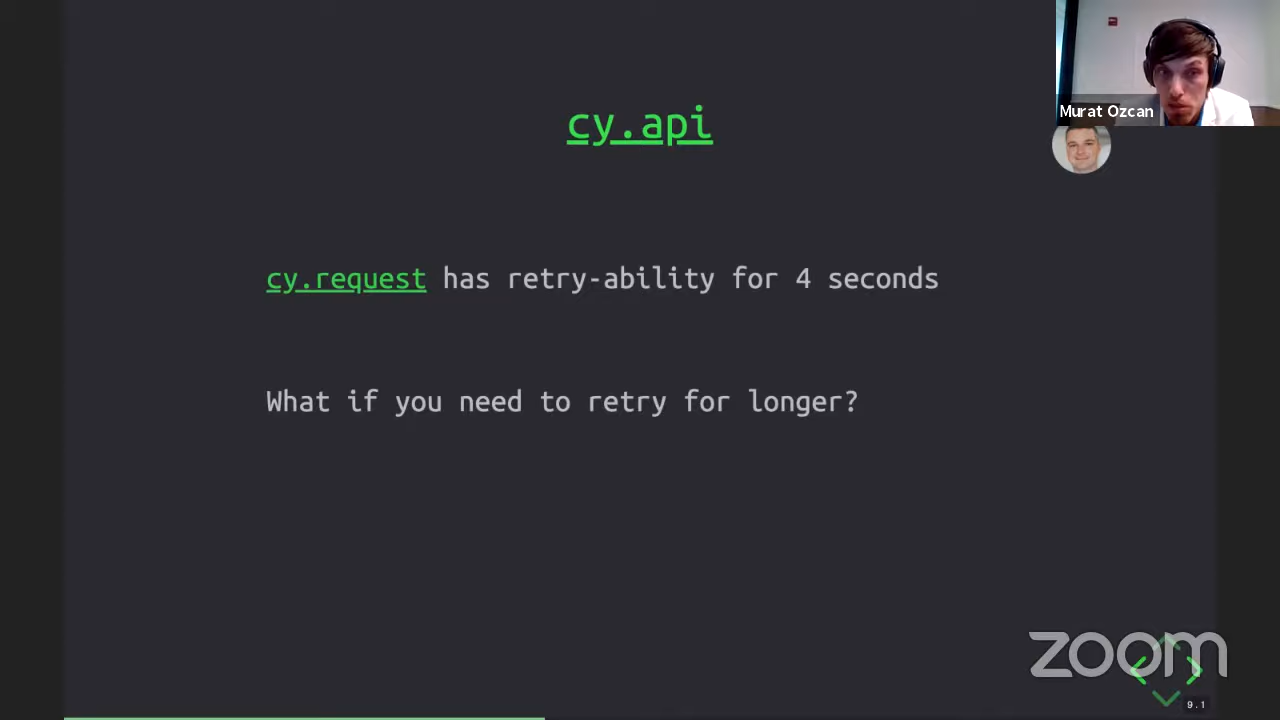 cy.api
Murat Ozcan
cy.request has retry-ability for 4 seconds
What if you need to retry for longer?
zoom
9.1